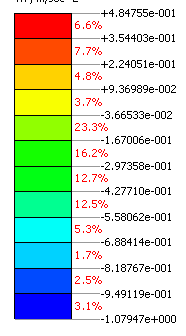 +4.84755e-001
6.6%
+3.54403e-001
7.7%
+2.24051e-001
4.8%
+9.36989e-002
3.7%
-3.66533e-002
23.3%
-1.67006e-001
16.2%
-2.97358e-001
12.7%
-4.27710e-001
12.5%
-5.58062e-001
5.3%
-6.88414e-001
1.7%
-8.18767e-001
2.5%
-9.49119e-001
3.1%
-1.07947e+000